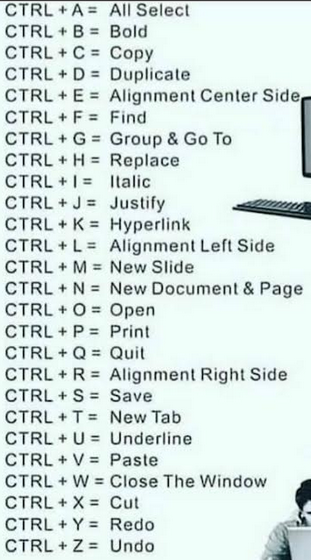 CTRL + A = All Select
CTRL + B = Bold
CTRL + C = Copy
CTRL + D = Duplicate
CTRL + E = Alignment Center Side
CTRL + F = Find
CTRL + G = Group & Go To
CTRL + H = Replace
CTRL + I = Italic
CTRL + J = Justify
CTRL + K = Hyperlink
CTRL + L = Alignment Left Side
CTRL + M = New Slide
CTRL + N = New Document & Page
CTRL + O = Open
CTRL + P = Print
CTRL + Q = Quit
CTRL + R = Alignment Right Side
CTRL + S = Save
CTRL + T = New Tab
CTRL + U = Underline
CTRL + V = Paste
CTRL + W = Close The Window
CTRL + X = Cut
CTRL + Y = Redo
CTRL + Z = Undo